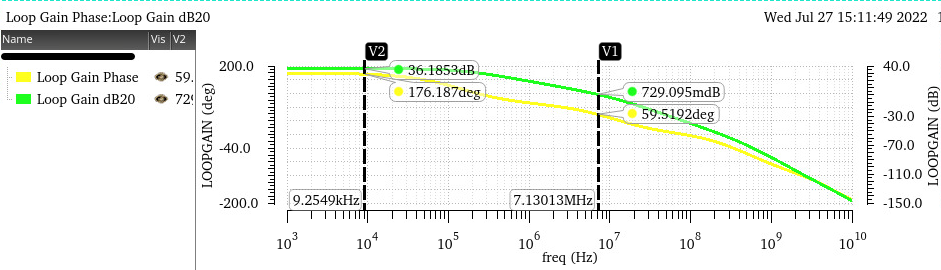 Loop Gain Phase:Loop Gain dB20
Wed Jul 27 15:11:49 2022 1
Name Vis V2
Loop Gain Phase 59.
Loop Gain dB20 729
V2
V1
36.1853dB
176.187deg
729.095mdB
59.5192deg
9.2549kHz
7.13013MHz
LOOPGAIN (deg)
200.0
-40.0
-200.0
40.0
-30.0
-70.0
-110.0
-150.0
LOOPGAIN (dB)
10^3 10^4 10^5 10^6 10^7 10^8 10^9 10^10
freq (Hz)